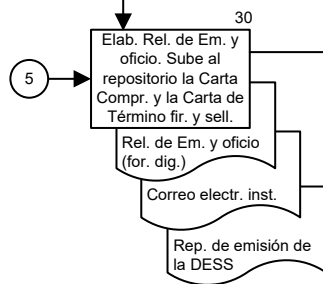 30
Elab. Rel. de Em. y
oficio. Sube al
repositorio la Carta
Compr. y la Carta de
Término fir. y sell.
5
Rel. de Em. y oficio
(for. dig.)
Correo electr. inst.
Rep. de emisión de
la DESS